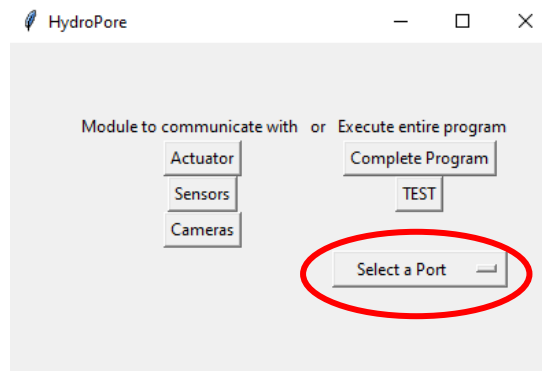 HydroPore
Module to communicate with or Execute entire program
Actuator Complete Program
Sensors TEST
Cameras
Select a Port